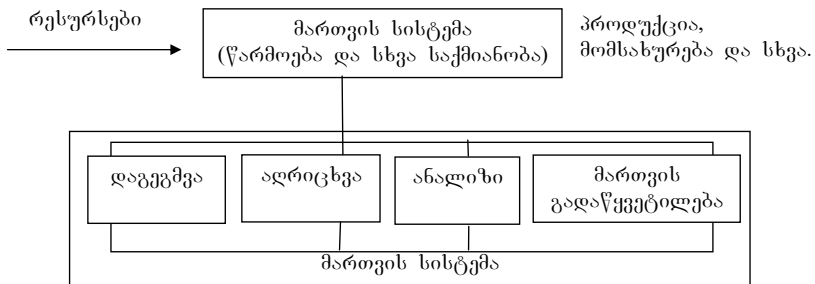 რესურსები
მართვის სისტემა
(წარმოება და სხვა საქმიანობა)
პროდუქცია,
მომსახურება და სხვა.
დაგეგმვა
აღრიცხვა
ანალიზი
მართვის
გადაწყვეტილება
მართვის სისტემა